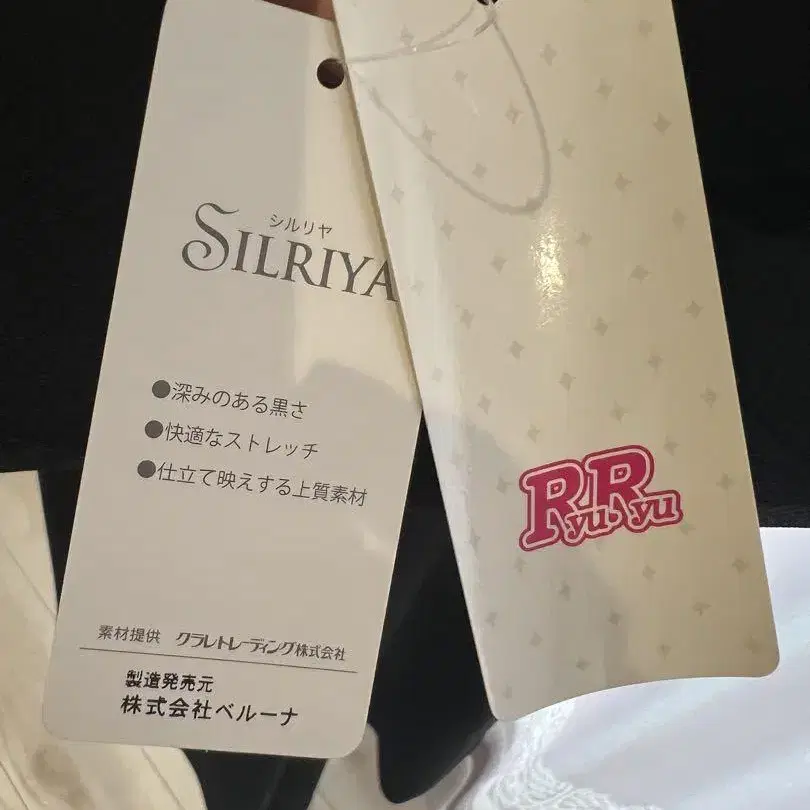 シルリヤ
SILRIYA
●深みのある黒さ
●快適なストレッチ
●仕立て映えする上質素材
素材提供 クラレトレーディング株式会社
製造発売元
株式会社ベルーナ
RyuRyu